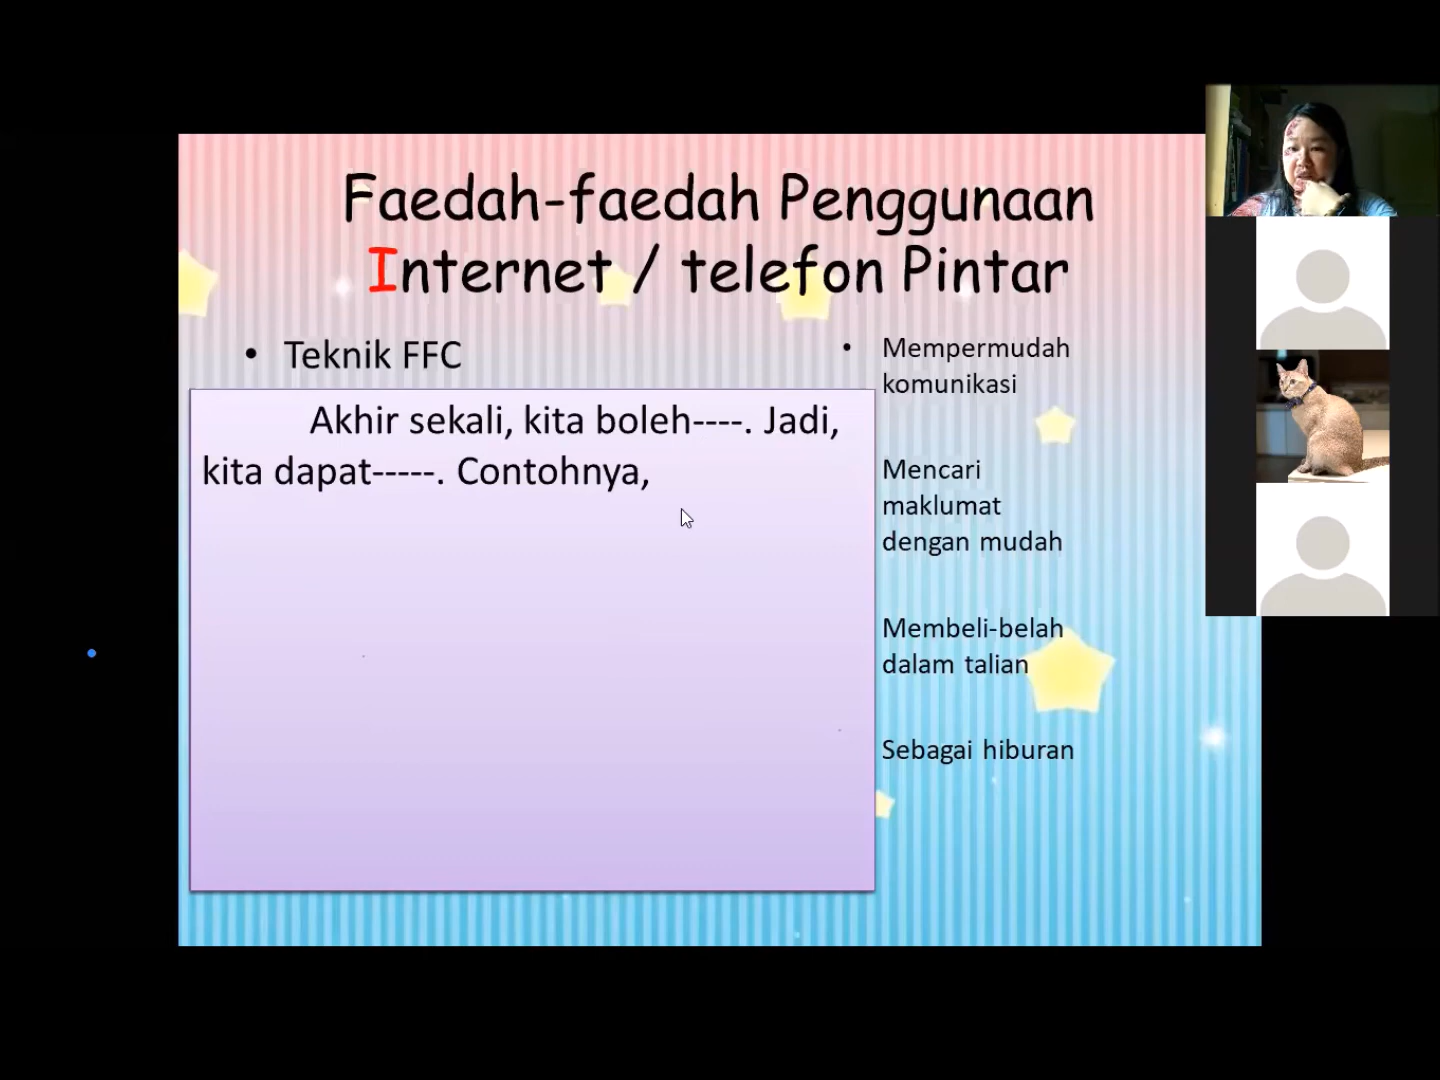 Faedah-faedah Penggunaan
Internet / telefon Pintar
• Teknik FFC
Akhir sekali, kita boleh----. Jadi,
kita dapat-----. Contohnya,
• Mempermudah
komunikasi
Mencari
maklumat
dengan mudah
Membeli-belah
dalam talian
Sebagai hiburan